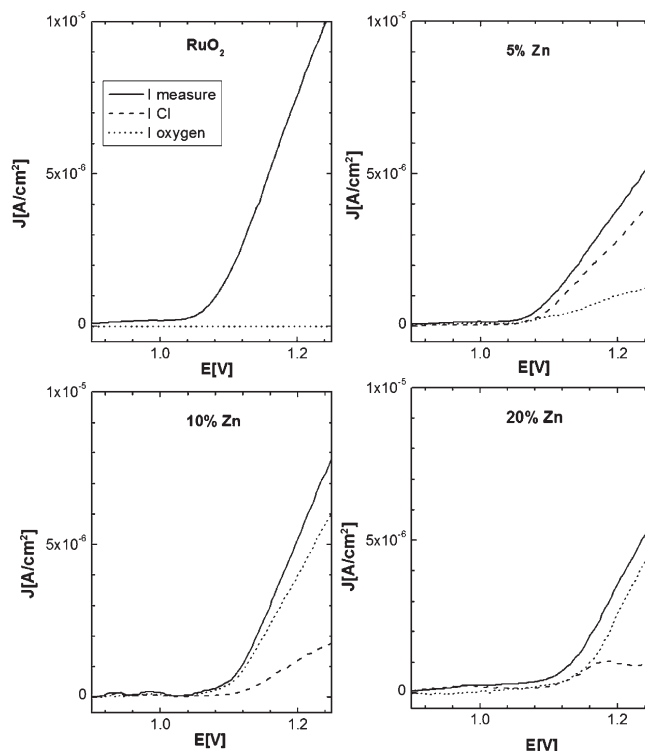 1x10⁻⁵
RuO₂
I measure
I Cl
I oxygen
5x10⁻⁶
0
J[A/cm²]
1.0
1.2
E[V]
1x10⁻⁵
5% Zn
5x10⁻⁶
0
J[A/cm²]
1.0
1.2
E[V]
1x10⁻⁵
10% Zn
5x10⁻⁶
0
J[A/cm²]
1.0
1.2
E[V]
1x10⁻⁵
20% Zn
5x10⁻⁶
0
J[A/cm²]
1.0
1.2
E[V]